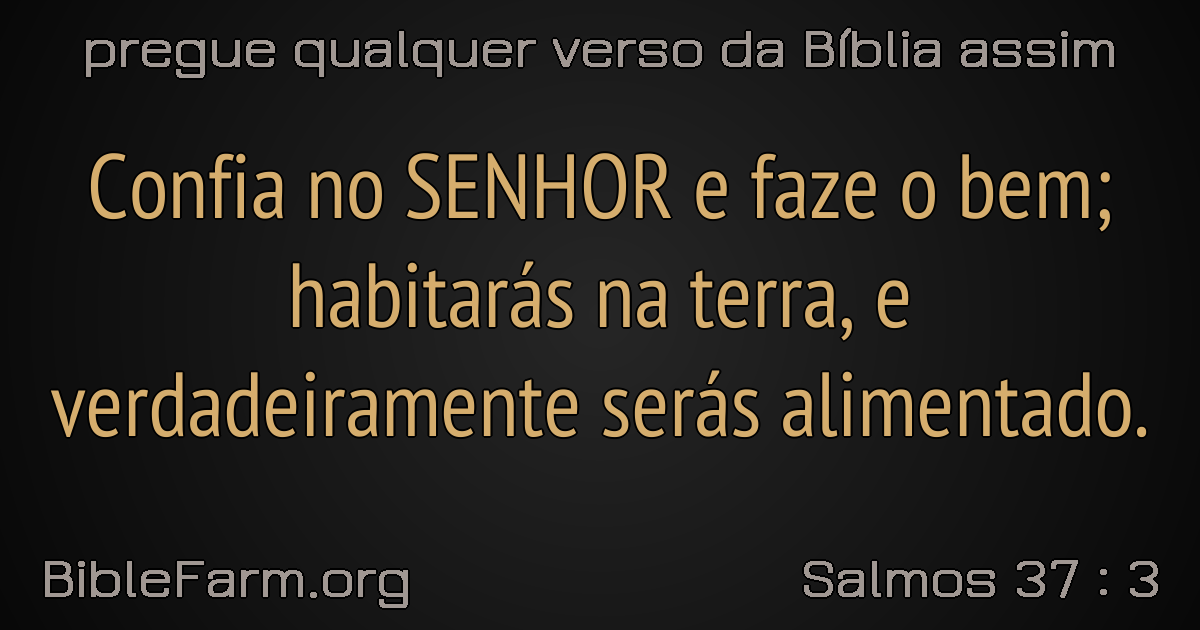 pregue qualquer verso da Bíblia assim
Confia no SENHOR e faze o bem;
habitarás na terra, e
verdadeiramente serás alimentado.
BibleFarm.org
Salmos 37 : 3